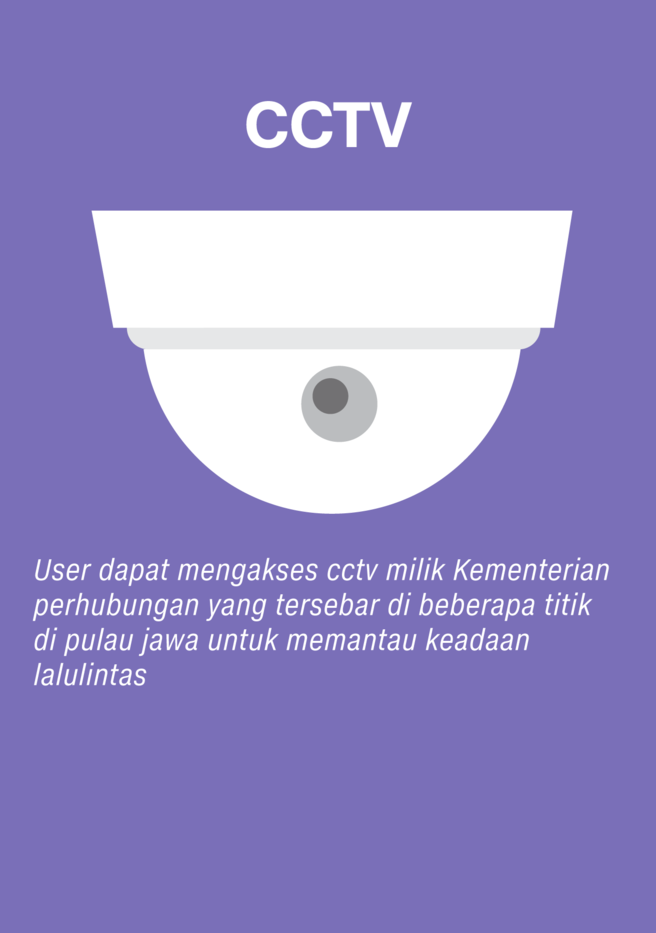 CCTV
User dapat mengakses cctv milik Kementerian
perhubungan yang tersebar di beberapa titik
di pulau jawa untuk memantau keadaan
lalulintas